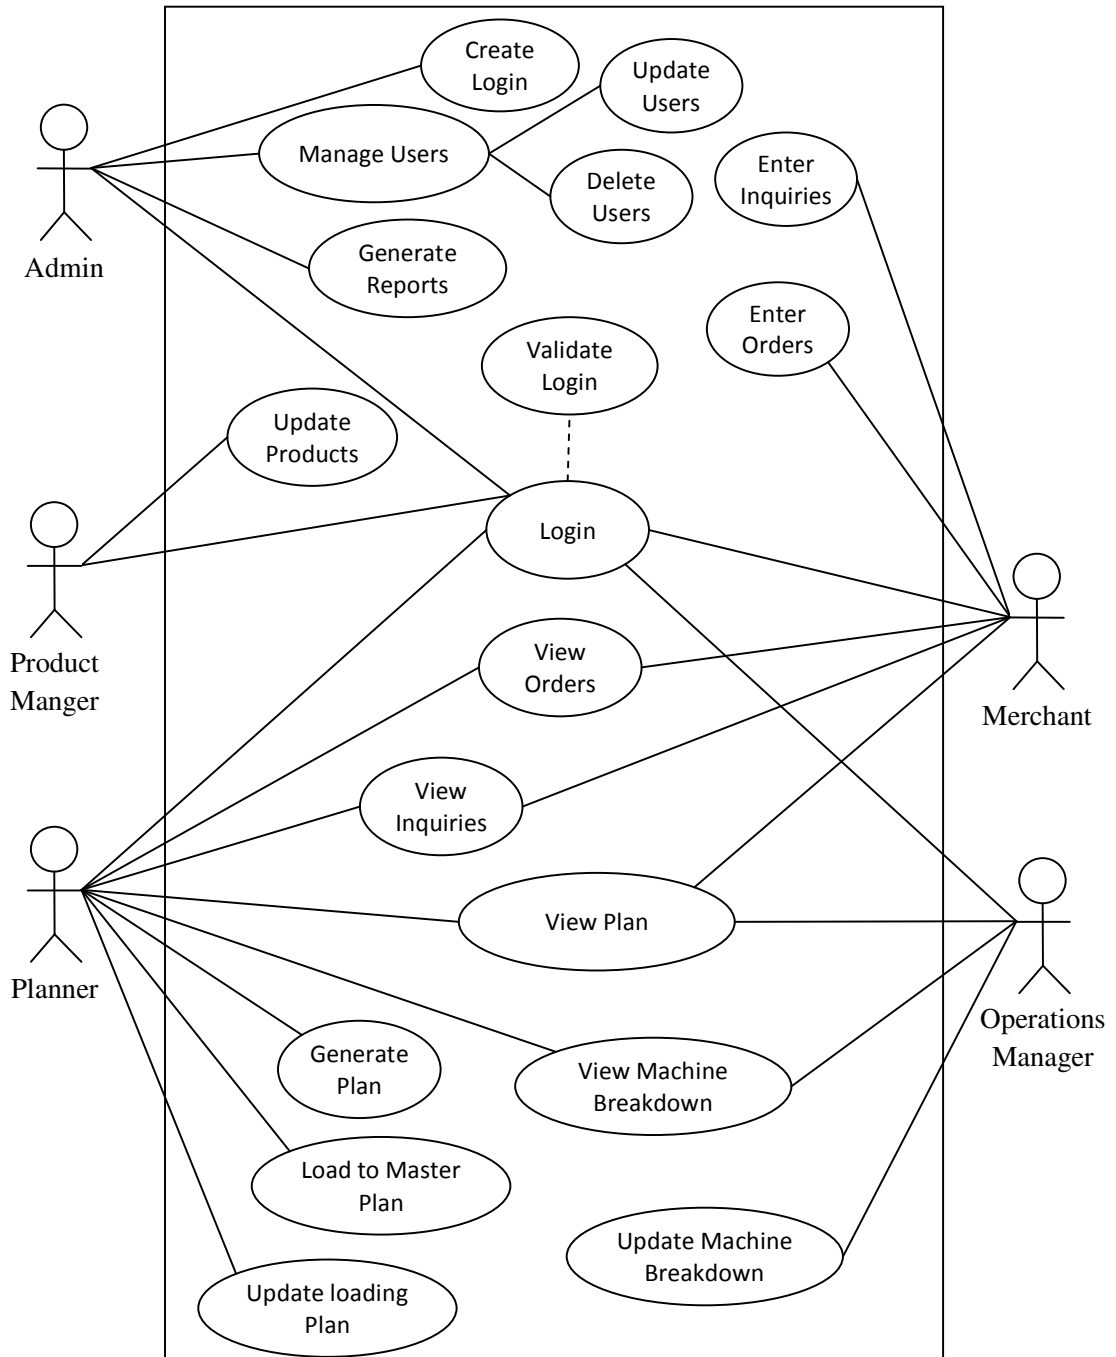 Create
Login
Update
Users
Manage Users
Enter
Inquiries
Delete
Users
Admin
Generate
Reports
Enter
Orders
Validate
Login
Update
Products
Login
Product
Manger
View
Orders
Merchant
View
Inquiries
View Plan
Planner
Operations
Manager
Generate
Plan
View Machine
Breakdown
Load to Master
Plan
Update Machine
Breakdown
Update loading
Plan